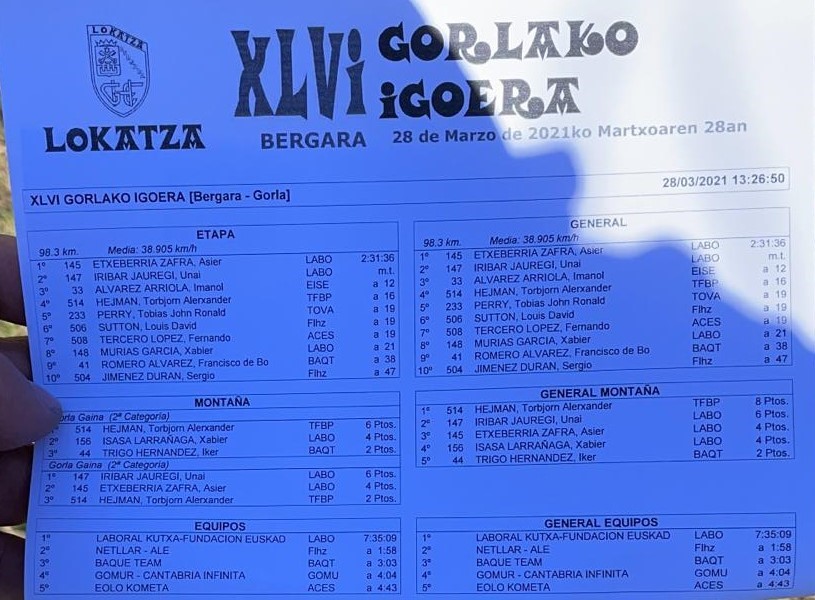 LOKATZA
LOKATZA
XLVi GORLAKO
iGOERA
BERGARA 28 de Marzo de 2021ko Martxoaren 28an
28/03/2021 13:26:50
XLVI GORLAKO IGOERA [Bergara - Gorla]
ETAPA
98.3 km. Media: 38.905 km/h
1º 145 ETXEBERRIA ZAFRA, Asier LABO 2:31:36
2º 147 IRIBAR JAUREGI, Unai LABO m.t.
3º 33 ALVAREZ ARRIOLA, Imanol EISE a 12
4º 514 HEJMAN, Torbjorn Alerxander TFBP a 16
5º 233 PERRY, Tobias John Ronald TOVA a 19
6º 506 SUTTON, Louis David Flhz a 19
7º 508 TERCERO LOPEZ, Fernando ACES a 19
8º 148 MURIAS GARCIA, Xabier LABO a 21
9º 41 ROMERO ALVAREZ, Francisco de Bo BAQT a 38
10º 504 JIMENEZ DURAN, Sergio Flhz a 47
GENERAL
98.3 km. Media: 38.905 km/h
1º 145 ETXEBERRIA ZAFRA, Asier LABO 2:31:36
2º 147 IRIBAR JAUREGI, Unai LABO m.t.
3º 33 ALVAREZ ARRIOLA, Imanol EISE a 12
4º 514 HEJMAN, Torbjorn Alerxander TFBP a 16
5º 233 PERRY, Tobias John Ronald TOVA a 19
6º 506 SUTTON, Louis David Flhz a 19
7º 508 TERCERO LOPEZ, Fernando ACES a 19
8º 148 MURIAS GARCIA, Xabier LABO a 21
9º 41 ROMERO ALVAREZ, Francisco de Bo BAQT a 38
10º 504 JIMENEZ DURAN, Sergio Flhz a 47
MONTAÑA
Gaina (2ª Categoría)
514 HEJMAN, Torbjorn Alerxander TFBP 6 Ptos.
2º 156 ISASA LARRAÑAGA, Xabier LABO 4 Ptos.
3º 44 TRIGO HERNANDEZ, Iker BAQT 2 Ptos.
Gorla Gaina (2ª Categoría)
1º 147 IRIBAR JAUREGI, Unai LABO 6 Ptos.
2º 145 ETXEBERRIA ZAFRA, Asier LABO 4 Ptos.
3º 514 HEJMAN, Torbjorn Alerxander TFBP 2 Ptos.
GENERAL MONTAÑA
1º 514 HEJMAN, Torbjorn Alerxander TFBP 8 Ptos.
2º 147 IRIBAR JAUREGI, Unai LABO 6 Ptos.
3º 145 ETXEBERRIA ZAFRA, Asier LABO 4 Ptos.
4º 156 ISASA LARRAÑAGA, Xabier LABO 4 Ptos.
5º 44 TRIGO HERNANDEZ, Iker BAQT 2 Ptos.
EQUIPOS
1º LABORAL KUTXA-FUNDACION EUSKAD LABO 7:35:09
2º NETLLAR - ALE Flhz a 1:58
3º BAQUE TEAM BAQT a 3:03
4º GOMUR - CANTABRIA INFINITA GOMU a 4:04
5º EOLO KOMETA ACES a 4:43
GENERAL EQUIPOS
1º LABORAL KUTXA-FUNDACION EUSKAD LABO 7:35:09
2º NETLLAR - ALE Flhz a 1:58
3º BAQUE TEAM BAQT a 3:03
4º GOMUR - CANTABRIA INFINITA GOMU a 4:04
5º EOLO KOMETA ACES a 4:43